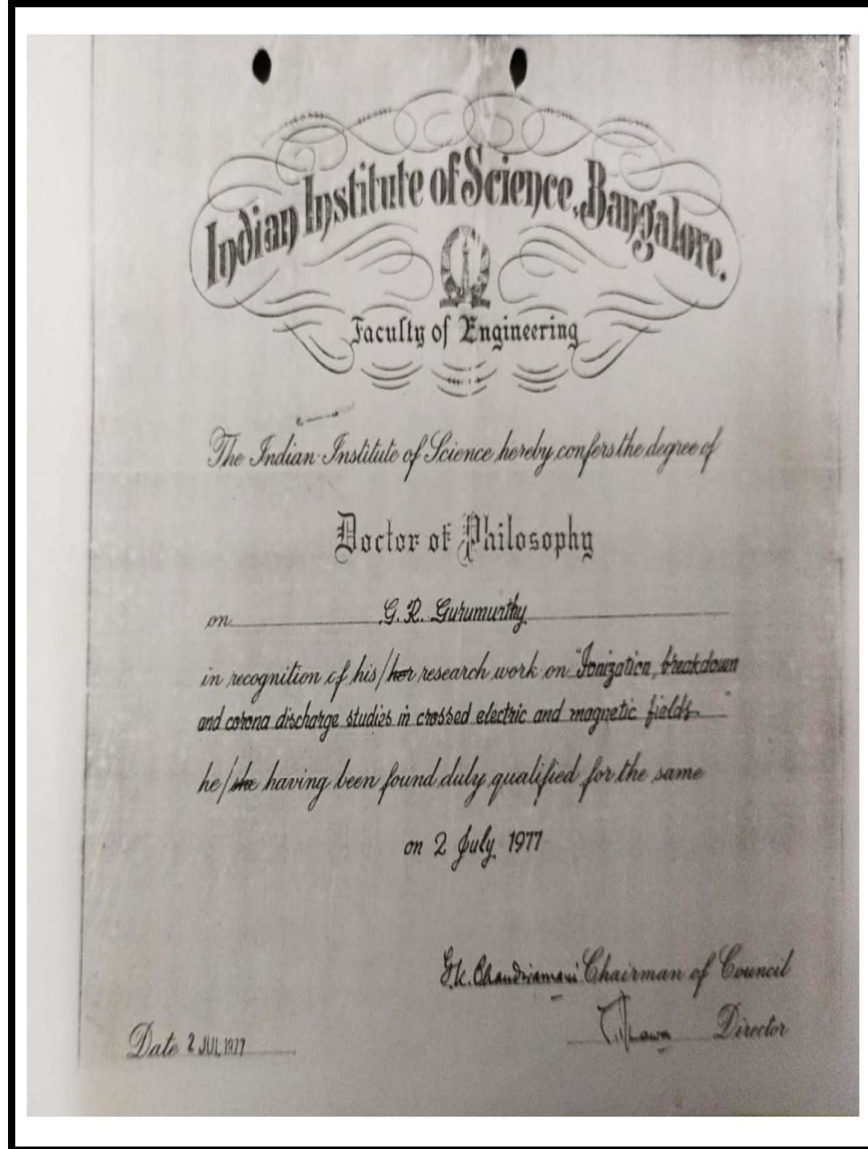 Indian Institute of Science, Bangalore.
Faculty of Engineering
The Indian Institute of Science hereby confers the degree of
Doctor of Philosophy
on G. R. Gurumurthy
in recognition of his/her research work on "Ionization, breakdown
and corona discharge studies in crossed electric and magnetic fields"
he/she having been found duly qualified for the same
on 2 July 1977
Chairman of Council
Director
Date 2 JUL 1977